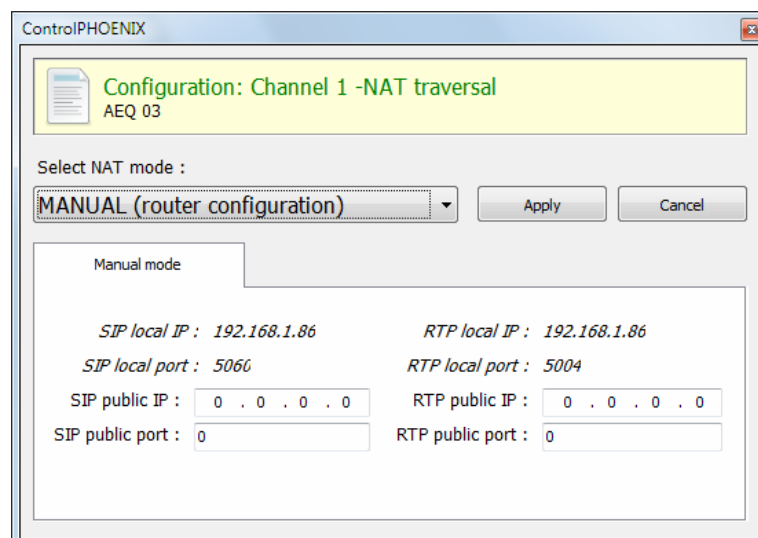 ControlPHOENIX
Configuration: Channel 1 -NAT traversal
AEQ 03
Select NAT mode :
MANUAL (router configuration)
Apply
Cancel
Manual mode
SIP local IP : 192.168.1.86 RTP local IP : 192.168.1.86
SIP local port : 5060 RTP local port : 5004
SIP public IP : 0 . 0 . 0 . 0 RTP public IP : 0 . 0 . 0 . 0
SIP public port : 0 RTP public port : 0